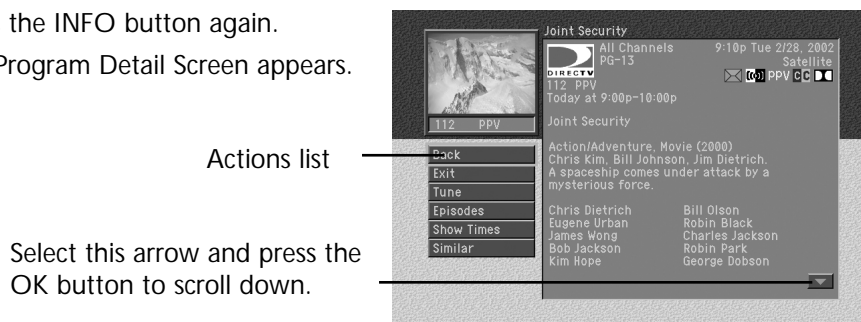 the INFO button again.
Program Detail Screen appears.
Actions list
Select this arrow and press the
OK button to scroll down.
112 PPV
Back
Exit
Tune
Episodes
Show Times
Similar
Joint Security
All Channels 9:10p Tue 2/28, 2002
PG-13 Satellite
DIRECTV
PPV CC
112 PPV
Today at 9:00p-10:00p
Joint Security
Action/Adventure, Movie (2000)
Chris Kim, Bill Johnson, Jim Dietrich.
A spaceship comes under attack by a
mysterious force.
Chris Dietrich Bill Olson
Eugene Urban Robin Black
James Wong Charles Jackson
Bob Jackson Robin Park
Kim Hope George Dobson